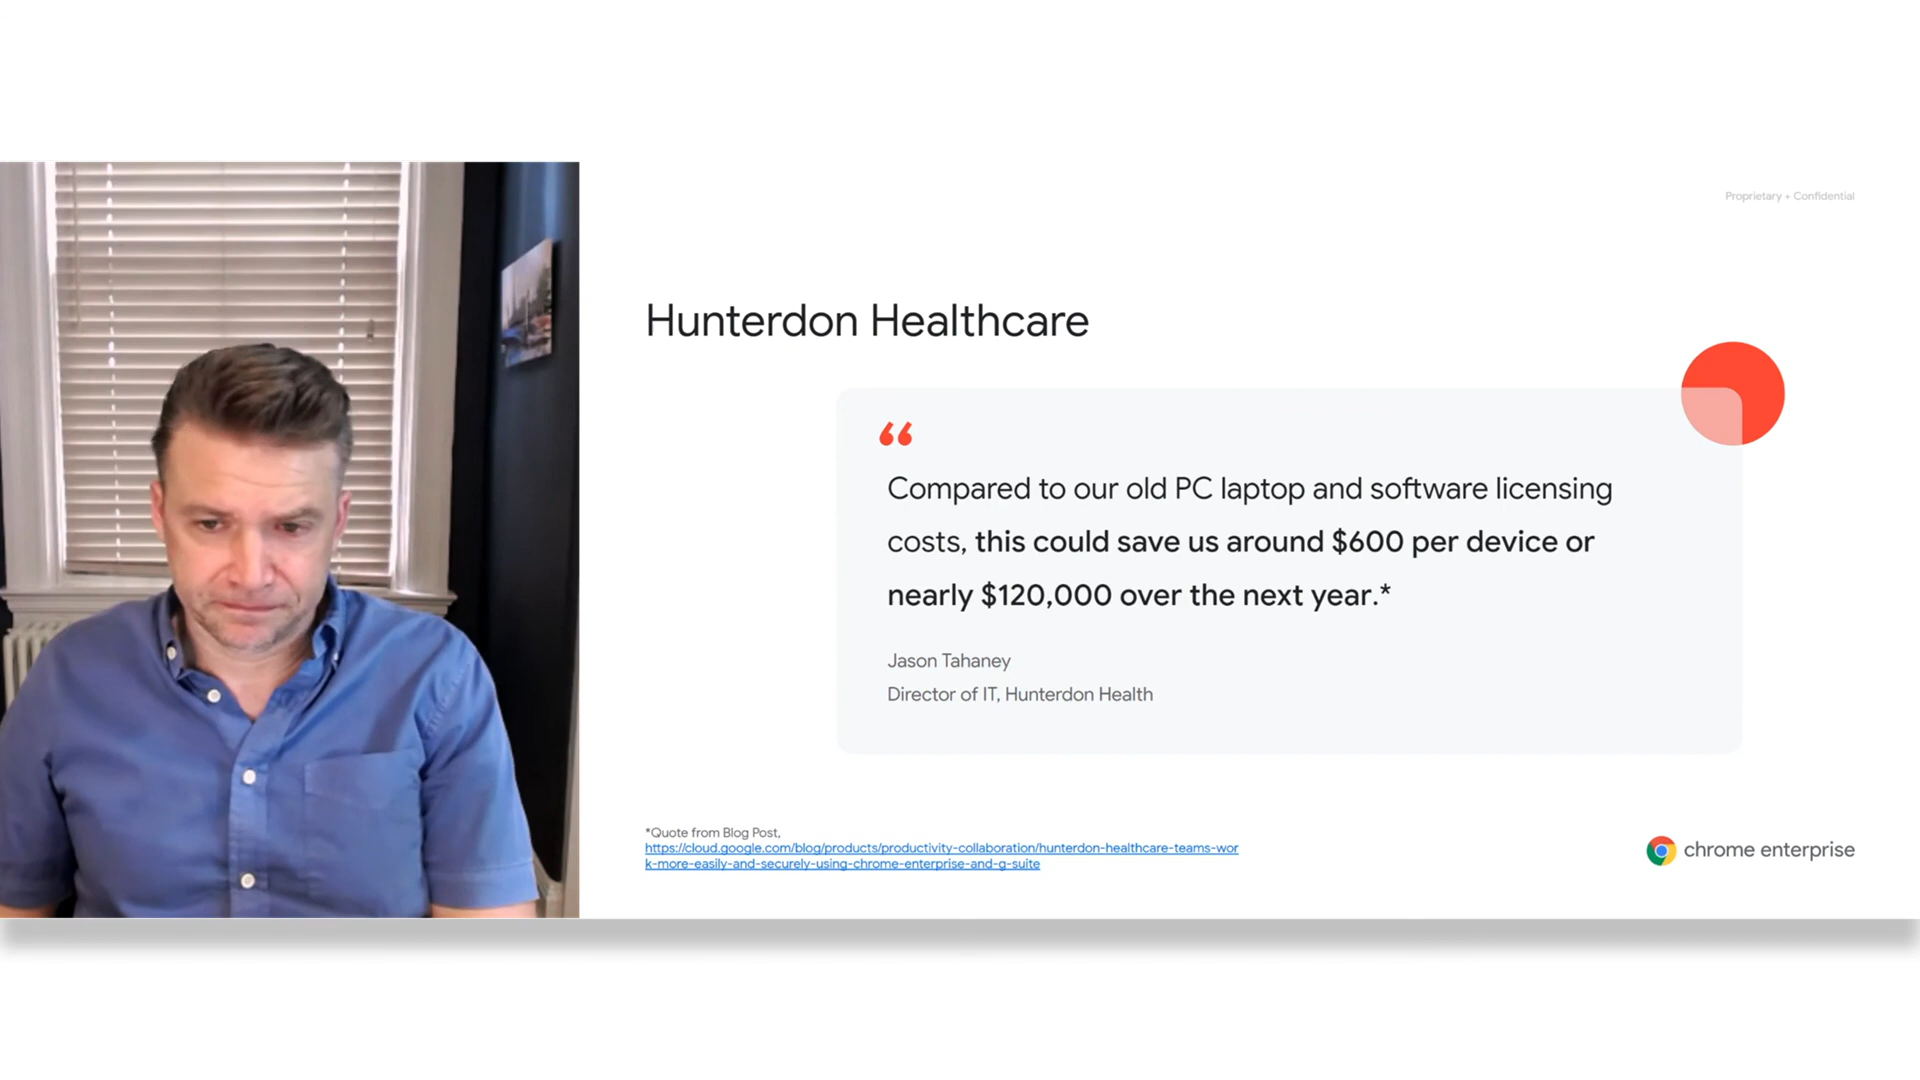 Proprietary + Confidential
Hunterdon Healthcare
“
Compared to our old PC laptop and software licensing
costs, this could save us around $600 per device or
nearly $120,000 over the next year.*
Jason Tahaney
Director of IT, Hunterdon Health
*Quote from Blog Post,
https://cloud.google.com/blog/products/productivity-collaboration/hunterdon-healthcare-teams-wor
k-more-easily-and-securely-using-chrome-enterprise-and-g-suite
chrome enterprise